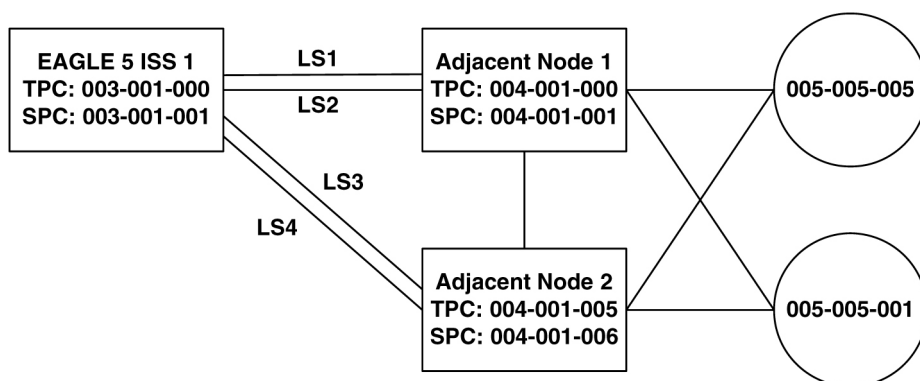 EAGLE 5 ISS 1
TPC: 003-001-000
SPC: 003-001-001
LS1
LS2
Adjacent Node 1
TPC: 004-001-000
SPC: 004-001-001
005-005-005
LS3
LS4
Adjacent Node 2
TPC: 004-001-005
SPC: 004-001-006
005-005-001